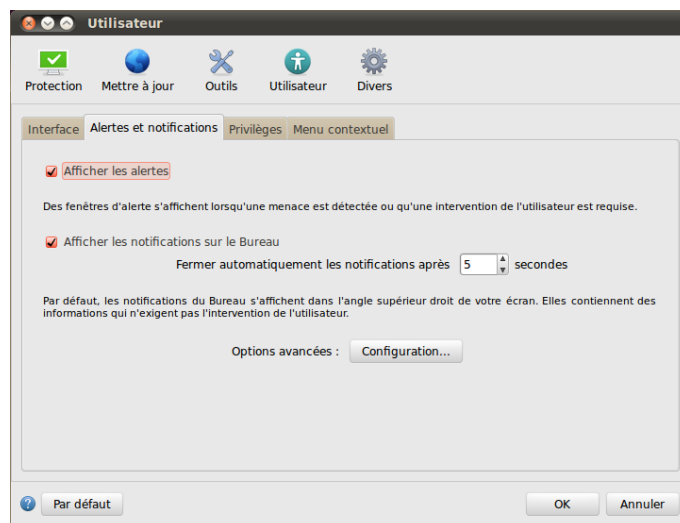 Utilisateur
Protection Mettre à jour Outils Utilisateur Divers
Interface Alertes et notifications Privilèges Menu contextuel
Afficher les alertes
Des fenêtres d'alerte s'affichent lorsqu'une menace est détectée ou qu'une intervention de l'utilisateur est requise.
Afficher les notifications sur le Bureau
Fermer automatiquement les notifications après 5 secondes
Par défaut, les notifications du Bureau s'affichent dans l'angle supérieur droit de votre écran. Elles contiennent des
informations qui n'exigent pas l'intervention de l'utilisateur.
Options avancées : Configuration...
? Par défaut OK Annuler